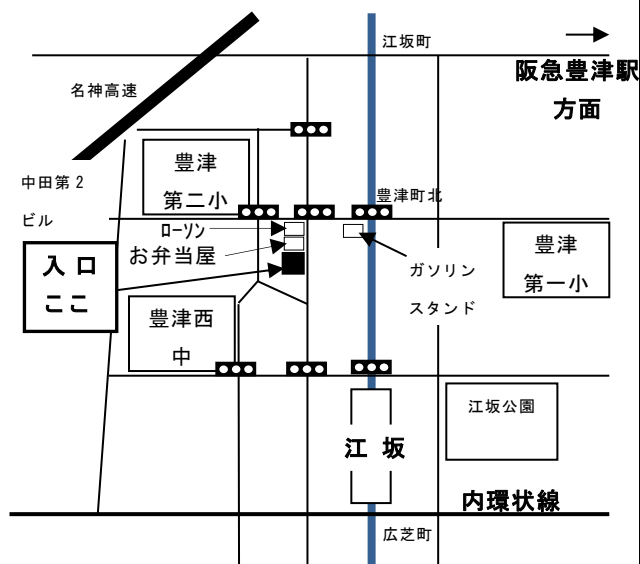 江坂町
阪急豊津駅
方面
名神高速
豊津
第二小
中田第2
ビル
豊津町北
ローソン
お弁当屋
豊津
第一小
入口
ここ
ガソリン
スタンド
豊津西
中
江坂公園
江 坂
内環状線
広芝町